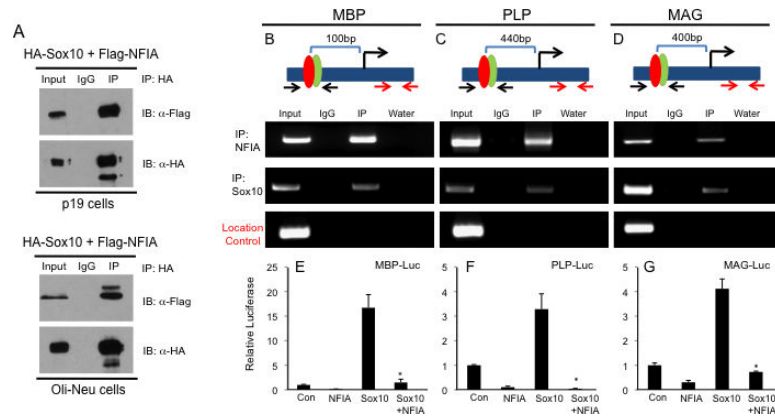 A
HA-Sox10 + Flag-NFIA
Input IgG IP IP: HA
IB: α-Flag
IB: α-HA
p19 cells
HA-Sox10 + Flag-NFIA
Input IgG IP IP: HA
IB: α-Flag
IB: α-HA
Oli-Neu cells
MBP PLP MAG
B 100bp C 440bp D 400bp
Input IgG IP Water Input IgG IP Water Input IgG IP Water
IP:
NFIA
IP:
Sox10
Location
Control
E MBP-Luc F PLP-Luc G MAG-Luc
Relative Luciferase
25
20
15
10
5
0
*
Con NFIA Sox10 Sox10
+NFIA
5
4
3
2
1
0
*
Con NFIA Sox10 Sox10
+NFIA
5
4
3
2
1
0
*
Con NFIA Sox10 Sox10
+NFIA